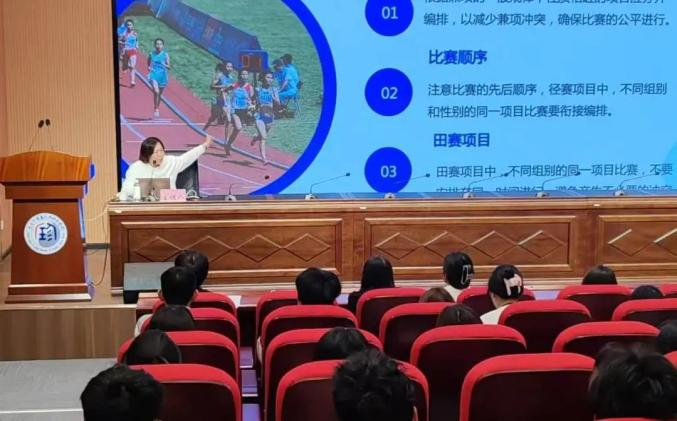 01
编排，以减少兼项冲突，确保比赛的公平进行。
比赛顺序
02
注意比赛的先后顺序，径赛项目中，不同组别
和性别的同一项目比赛要衔接编排。
田赛项目
03
田赛项目中，不同组别的同一项目比赛，不要